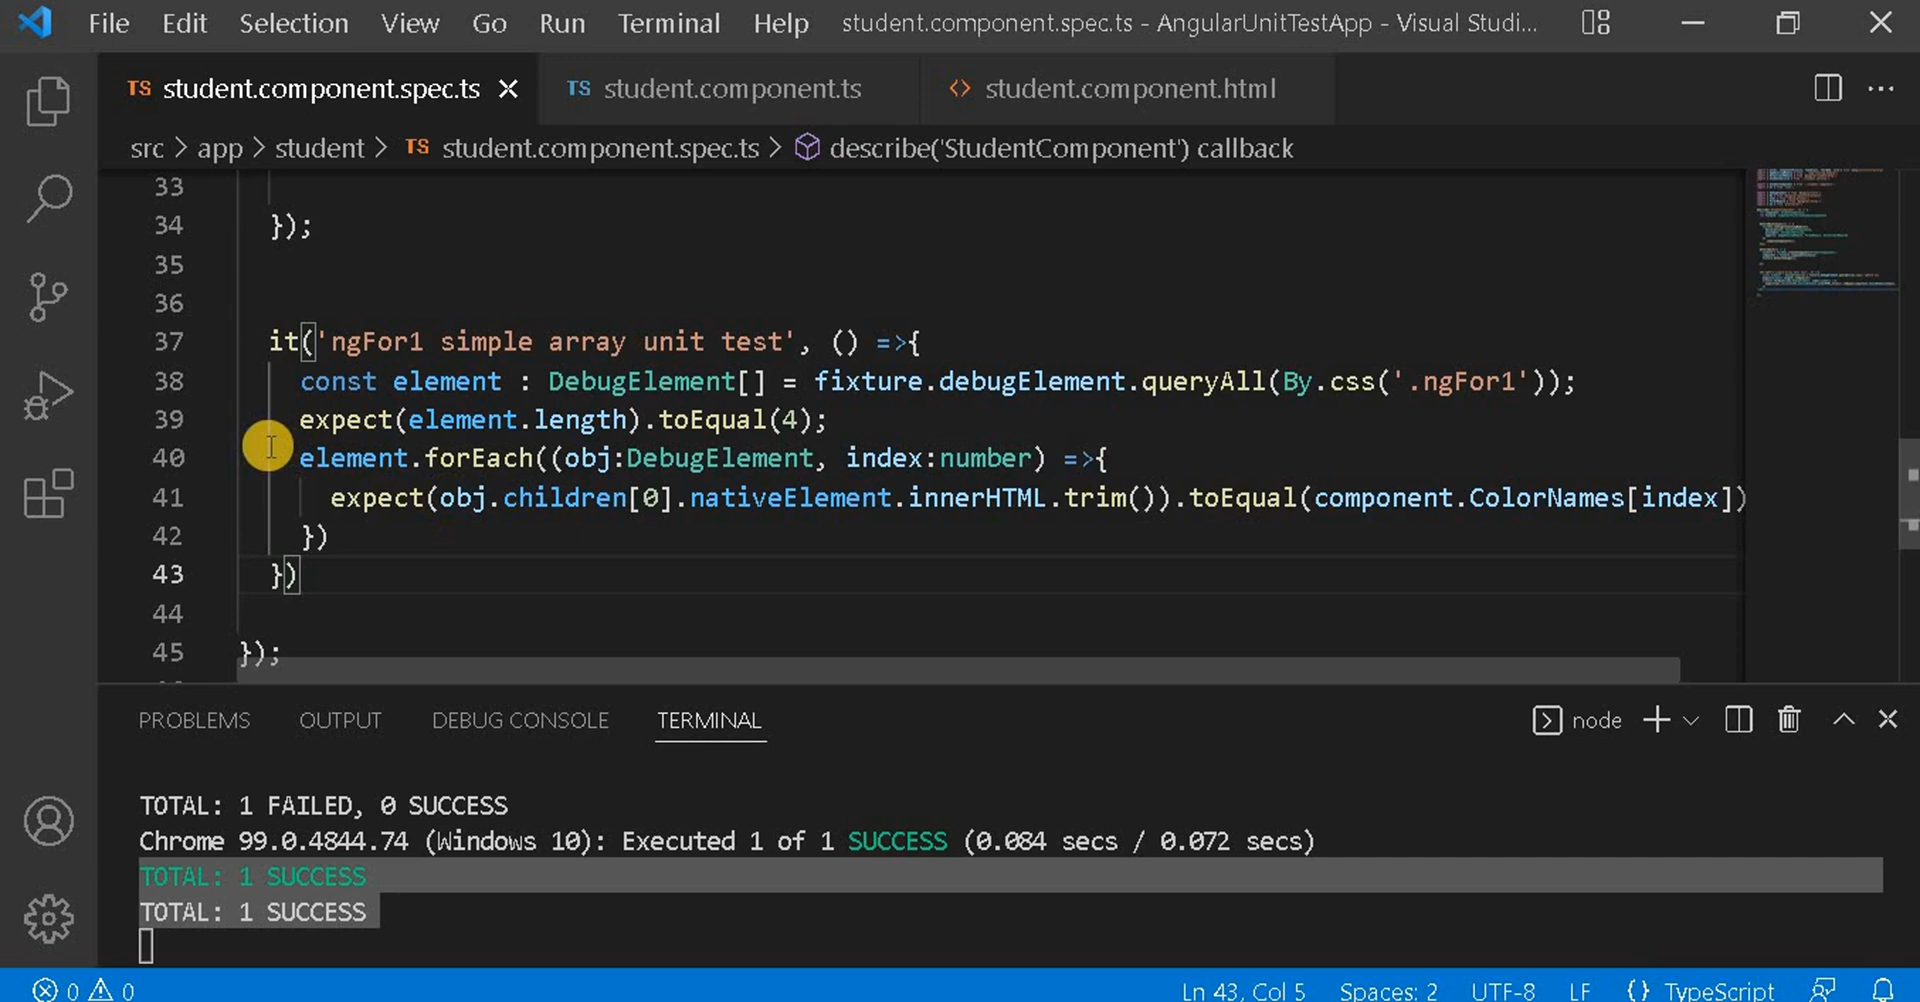 File Edit Selection View Go Run Terminal Help student.component.spec.ts - AngularUnitTestApp - Visual Studi...
TS student.component.spec.ts TS student.component.ts <> student.component.html
src > app > student > TS student.component.spec.ts > describe('StudentComponent') callback
33
34 });
35
36
37 it('ngFor1 simple array unit test', () =>{
38 const element : DebugElement[] = fixture.debugElement.queryAll(By.css('.ngFor1'));
39 expect(element.length).toEqual(4);
40 element.forEach((obj:DebugElement, index:number) =>{
41 expect(obj.children[0].nativeElement.innerHTML.trim()).toEqual(component.ColorNames[index])
42 })
43 })
44
45 });
PROBLEMS OUTPUT DEBUG CONSOLE TERMINAL node
TOTAL: 1 FAILED, 0 SUCCESS
Chrome 99.0.4844.74 (Windows 10): Executed 1 of 1 SUCCESS (0.084 secs / 0.072 secs)
TOTAL: 1 SUCCESS
TOTAL: 1 SUCCESS
0 0 Ln 43, Col 5 Spaces: 2 UTF-8 LF {} TypeScript